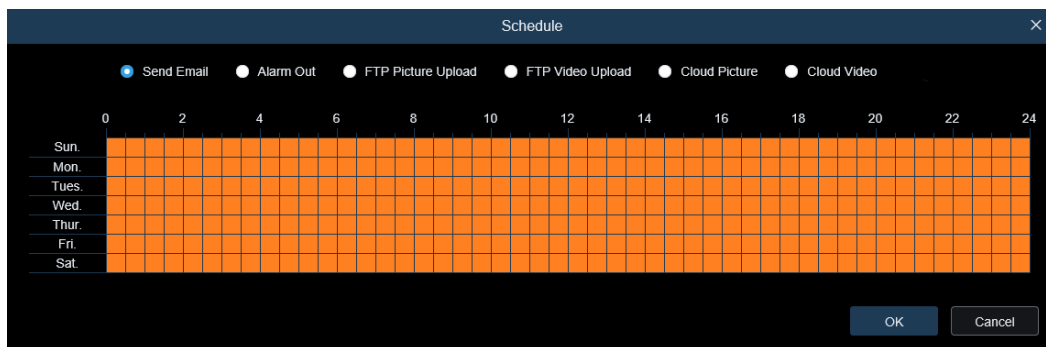 Schedule
Send Email Alarm Out FTP Picture Upload FTP Video Upload Cloud Picture Cloud Video
0 2 4 6 8 10 12 14 16 18 20 22 24
Sun.
Mon.
Tues.
Wed.
Thur.
Fri.
Sat.
OK Cancel